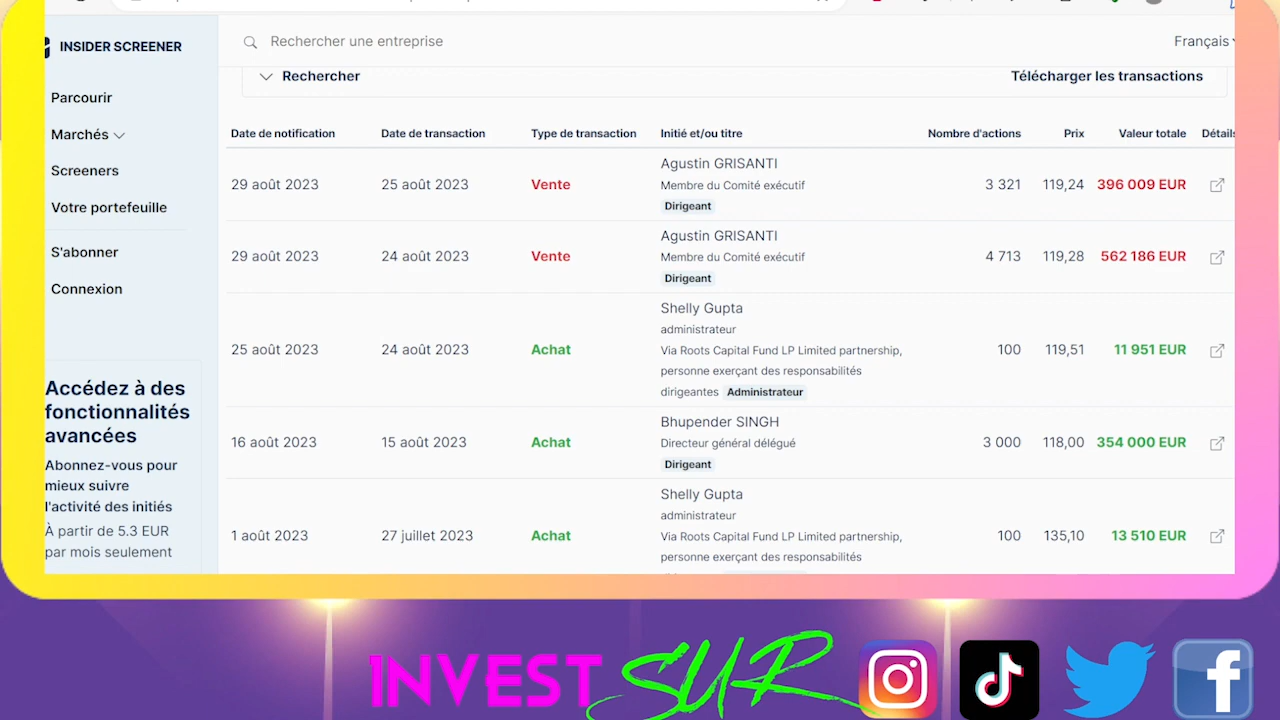 INSIDER SCREENER
Rechercher une entreprise
Français
Parcourir
Marchés
Screeners
Votre portefeuille
S'abonner
Connexion
Accédez à des
fonctionnalités
avancées
Abonnez-vous pour
mieux suivre
l'activité des initiés
À partir de 5.3 EUR
par mois seulement
Rechercher
Télécharger les transactions
Date de notification Date de transaction Type de transaction Initié et/ou titre Nombre d'actions Prix Valeur totale Détails
29 août 2023 25 août 2023 Vente Agustin GRISANTI 3 321 119,24 396 009 EUR
Membre du Comité exécutif
Dirigeant
29 août 2023 24 août 2023 Vente Agustin GRISANTI 4 713 119,28 562 186 EUR
Membre du Comité exécutif
Dirigeant
25 août 2023 24 août 2023 Achat Shelly Gupta 100 119,51 11 951 EUR
administrateur
Via Roots Capital Fund LP Limited partnership,
personne exerçant des responsabilités
dirigeantes Administrateur
16 août 2023 15 août 2023 Achat Bhupender SINGH 3 000 118,00 354 000 EUR
Directeur général délégué
Dirigeant
1 août 2023 27 juillet 2023 Achat Shelly Gupta 100 135,10 13 510 EUR
administrateur
Via Roots Capital Fund LP Limited partnership,
personne exerçant des responsabilités
1NVEST SUR